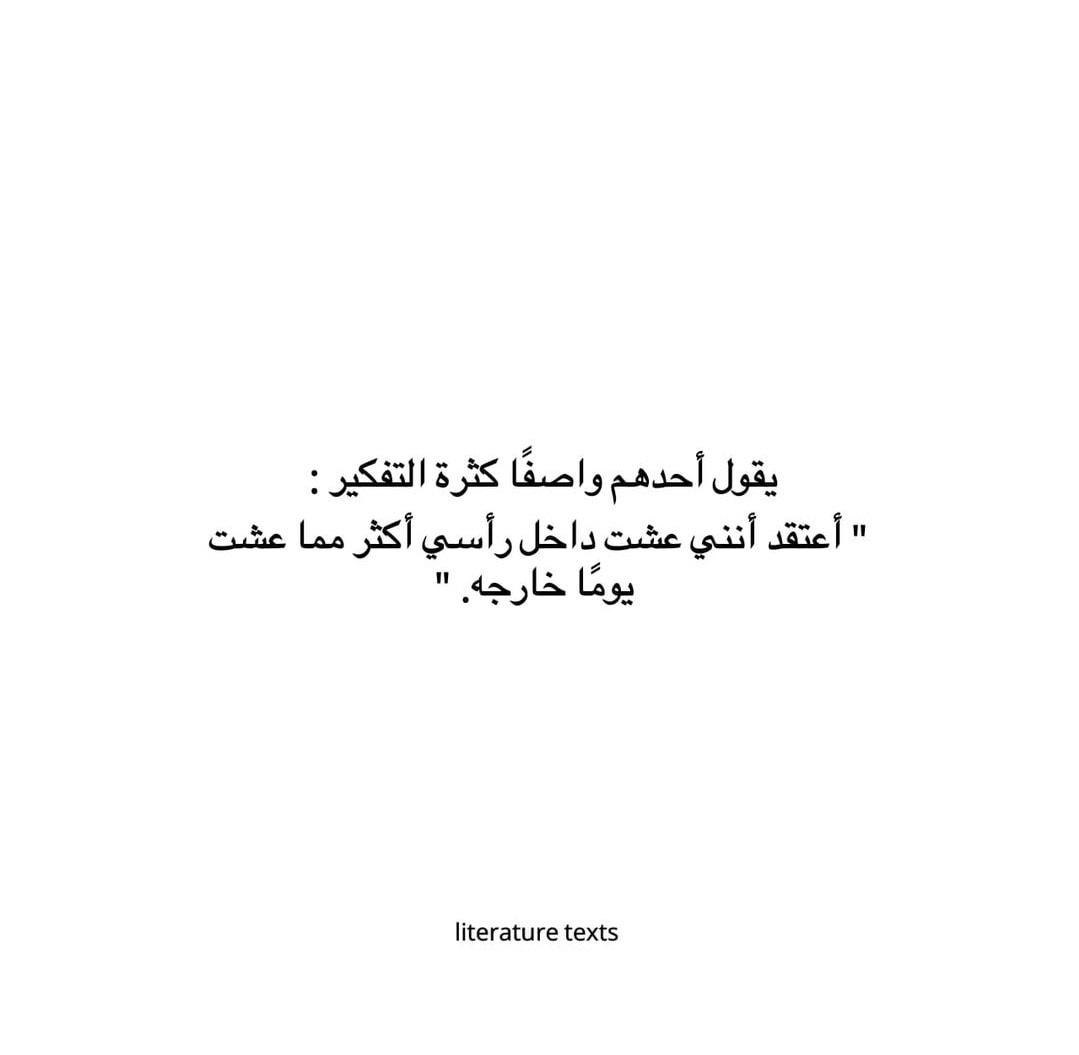 يقول أحدهم واصفًا كثرة التفكير :
" أعتقد أنني عشت داخل رأسي أكثر مما عشت
يومًا خارجه. "
literature texts